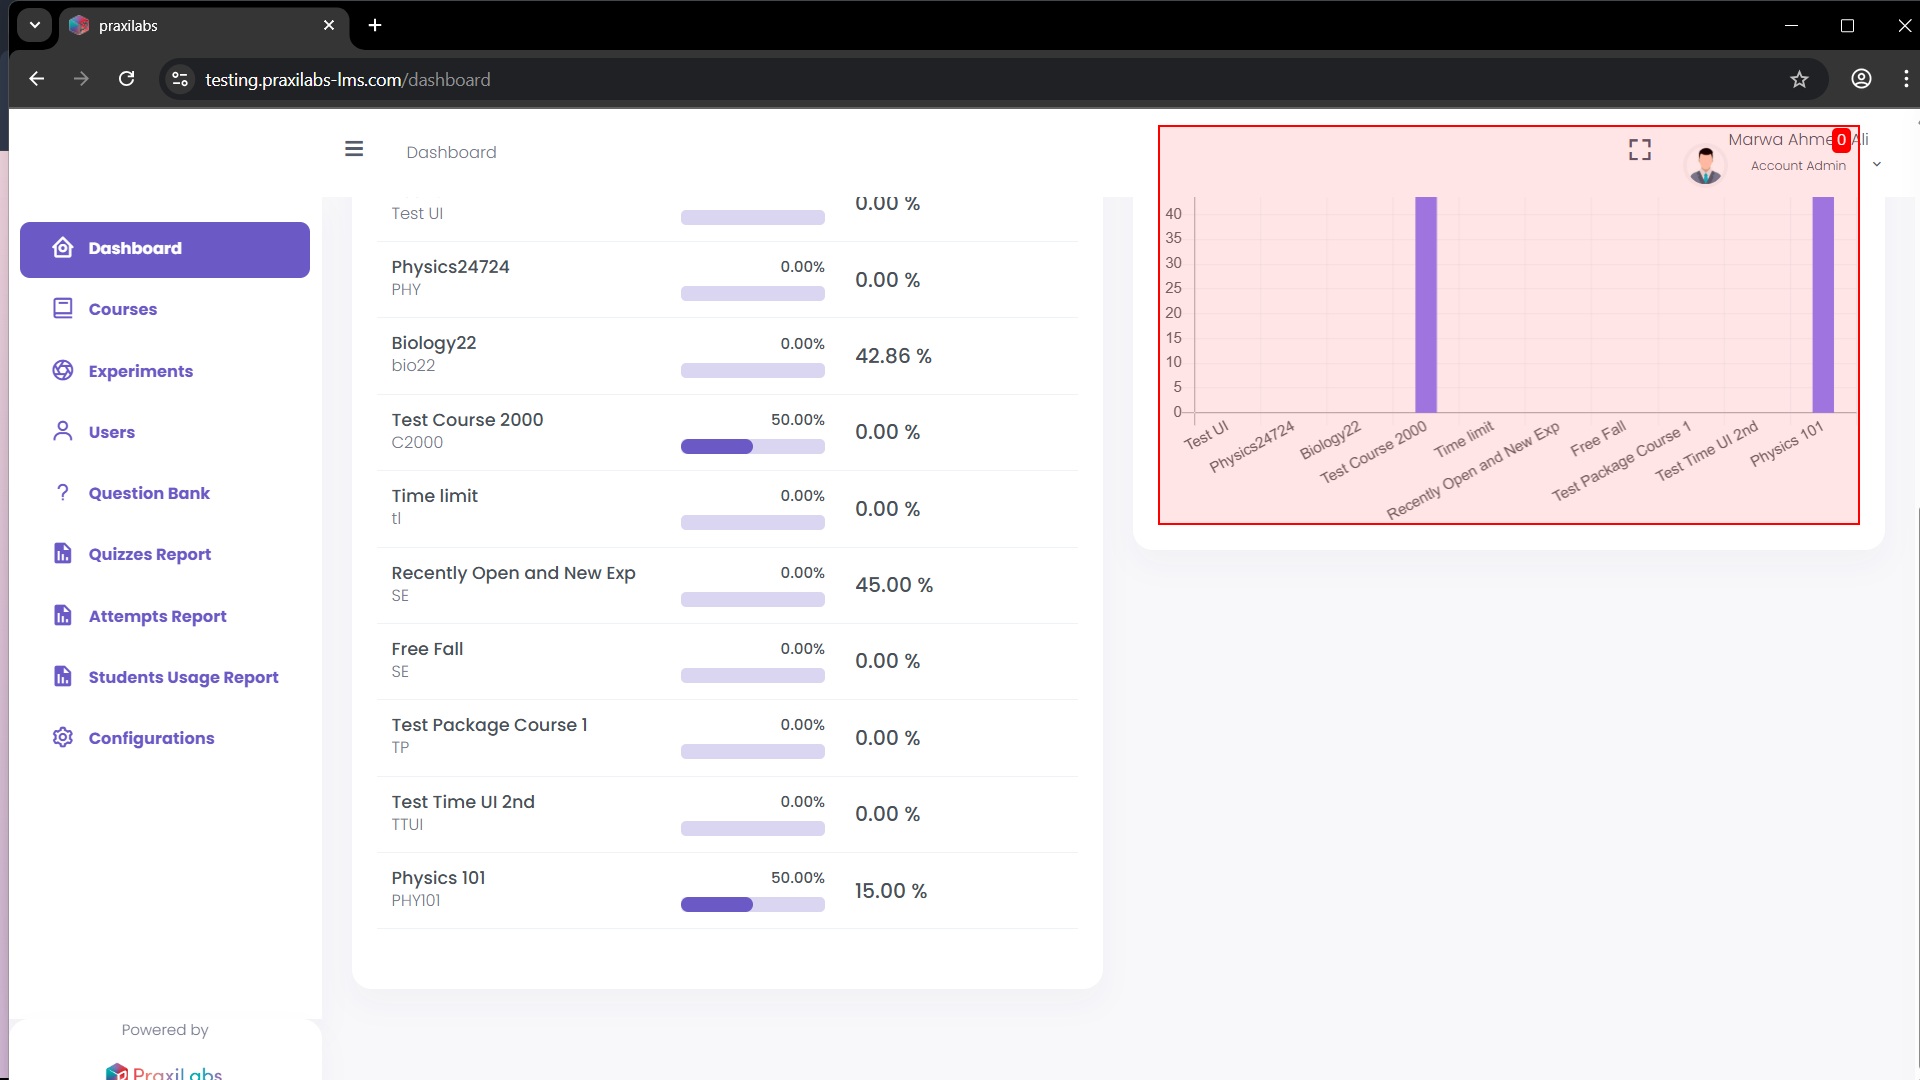 praxilabs
testing.praxilabs-lms.com/dashboard
Dashboard
0
Account Admin
Dashboard
Courses
Experiments
Users
Question Bank
Quizzes Report
Attempts Report
Students Usage Report
Configurations
Powered by
PraxiLabs
Test UI
0.00 %
Physics24724
PHY
0.00%
0.00 %
Biology22
bio22
0.00%
42.86 %
Test Course 2000
C2000
50.00%
0.00 %
Time limit
tl
0.00%
0.00 %
Recently Open and New Exp
SE
0.00%
45.00 %
Free Fall
SE
0.00%
0.00 %
Test Package Course 1
TP
0.00%
0.00 %
Test Time UI 2nd
TTUI
0.00%
0.00 %
Physics 101
PHY101
50.00%
15.00 %
40
35
30
25
20
15
10
5
0
Test UI
Physics24724
Biology22
Test Course 2000
Time limit
Recently Open and New Exp
Free Fall
Test Package Course 1
Test Time UI 2nd
Physics 101